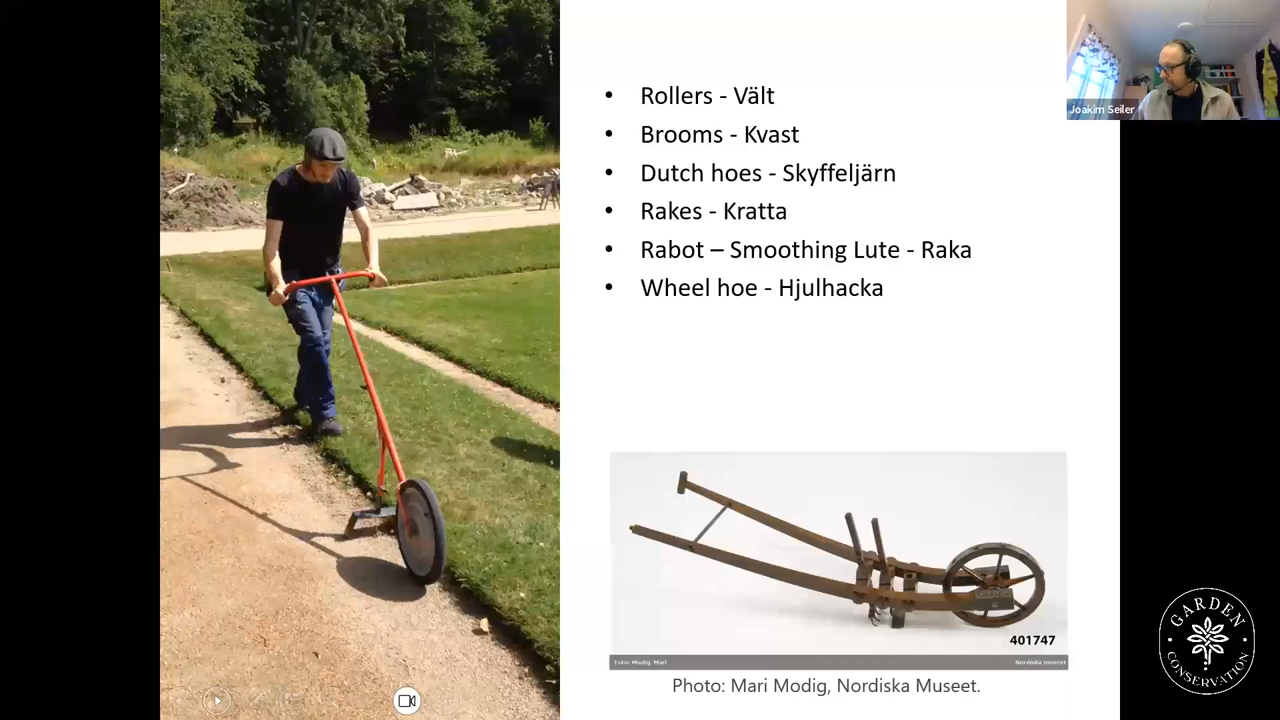 • Rollers - Vält
• Brooms - Kvast
• Dutch hoes - Skyffeljärn
• Rakes - Kratta
• Rabot – Smoothing Lute - Raka
• Wheel hoe - Hjulhacka
Joakim Seiler
401747
Foto: Modig, Mari
Nordiska museet
Photo: Mari Modig, Nordiska Museet.
GARDEN
CONSERVATION